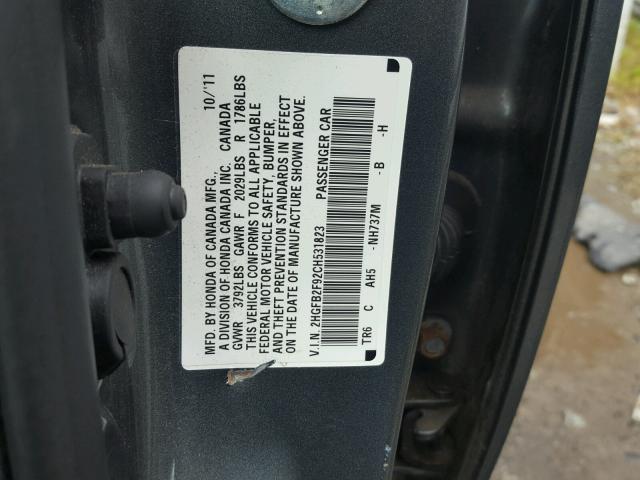 MFD. BY HONDA OF CANADA MFG., 10/'11
A DIVISION OF HONDA CANADA INC. CANADA
GVWR 3792LBS GAWR F 2029LBS R 1786LBS
THIS VEHICLE CONFORMS TO ALL APPLICABLE
FEDERAL MOTOR VEHICLE SAFETY, BUMPER,
AND THEFT PREVENTION STANDARDS IN EFFECT
ON THE DATE OF MANUFACTURE SHOWN ABOVE.
V.I.N. 2HGFB2F92CH531823 PASSENGER CAR
TR6 C AH5 -NH737M -B -H